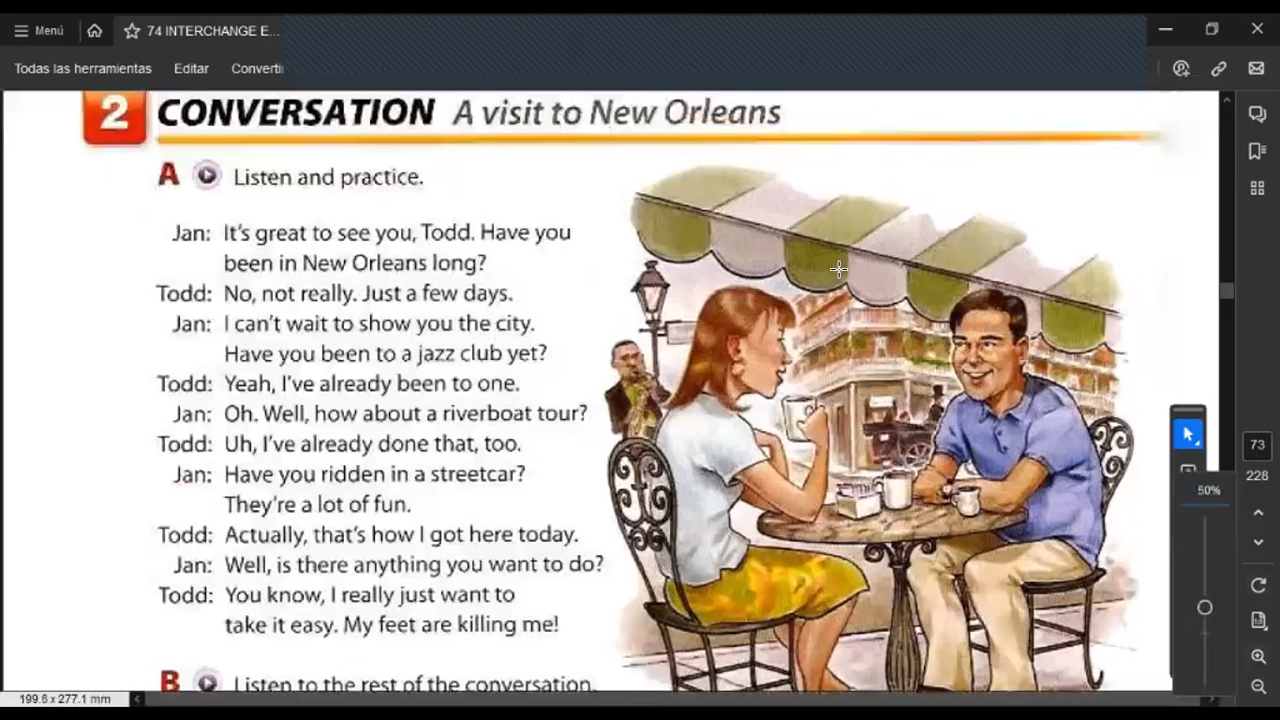 Menú
74 INTERCHANGE E...
Todas las herramientas Editar Converti
2 CONVERSATION A visit to New Orleans
A Listen and practice.
Jan: It's great to see you, Todd. Have you
been in New Orleans long?
Todd: No, not really. Just a few days.
Jan: I can't wait to show you the city.
Have you been to a jazz club yet?
Todd: Yeah, I've already been to one.
Jan: Oh. Well, how about a riverboat tour?
Todd: Uh, I've already done that, too.
Jan: Have you ridden in a streetcar?
They're a lot of fun.
Todd: Actually, that's how I got here today.
Jan: Well, is there anything you want to do?
Todd: You know, I really just want to
take it easy. My feet are killing me!
B Listen to the rest of the conversation.
73
228
50%
199.6 x 277.1 mm